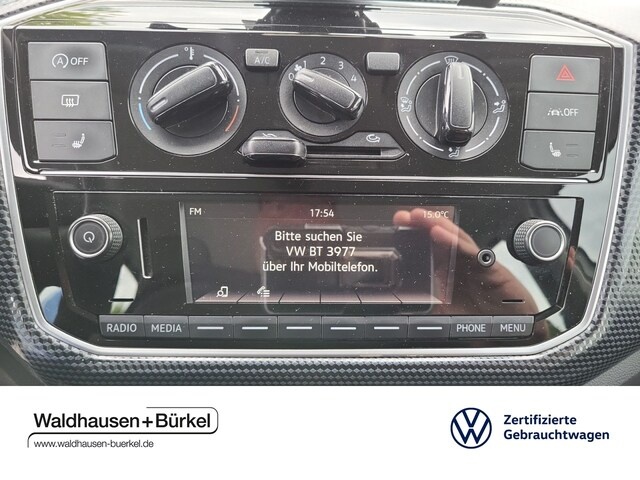 OFF
A/C
0 1 2 3 4
OFF
FM 17:54 15.0°C
Bitte suchen Sie
VW BT 3977
über Ihr Mobiltelefon.
RADIO MEDIA PHONE MENU
Waldhausen+Bürkel
www.waldhausen-buerkel.de
Zertifizierte
Gebrauchtwagen